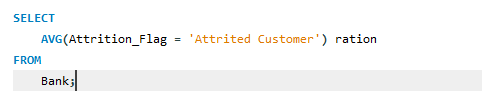 SELECT
AVG(Attrition_Flag = 'Attrited Customer') ration
FROM
Bank;